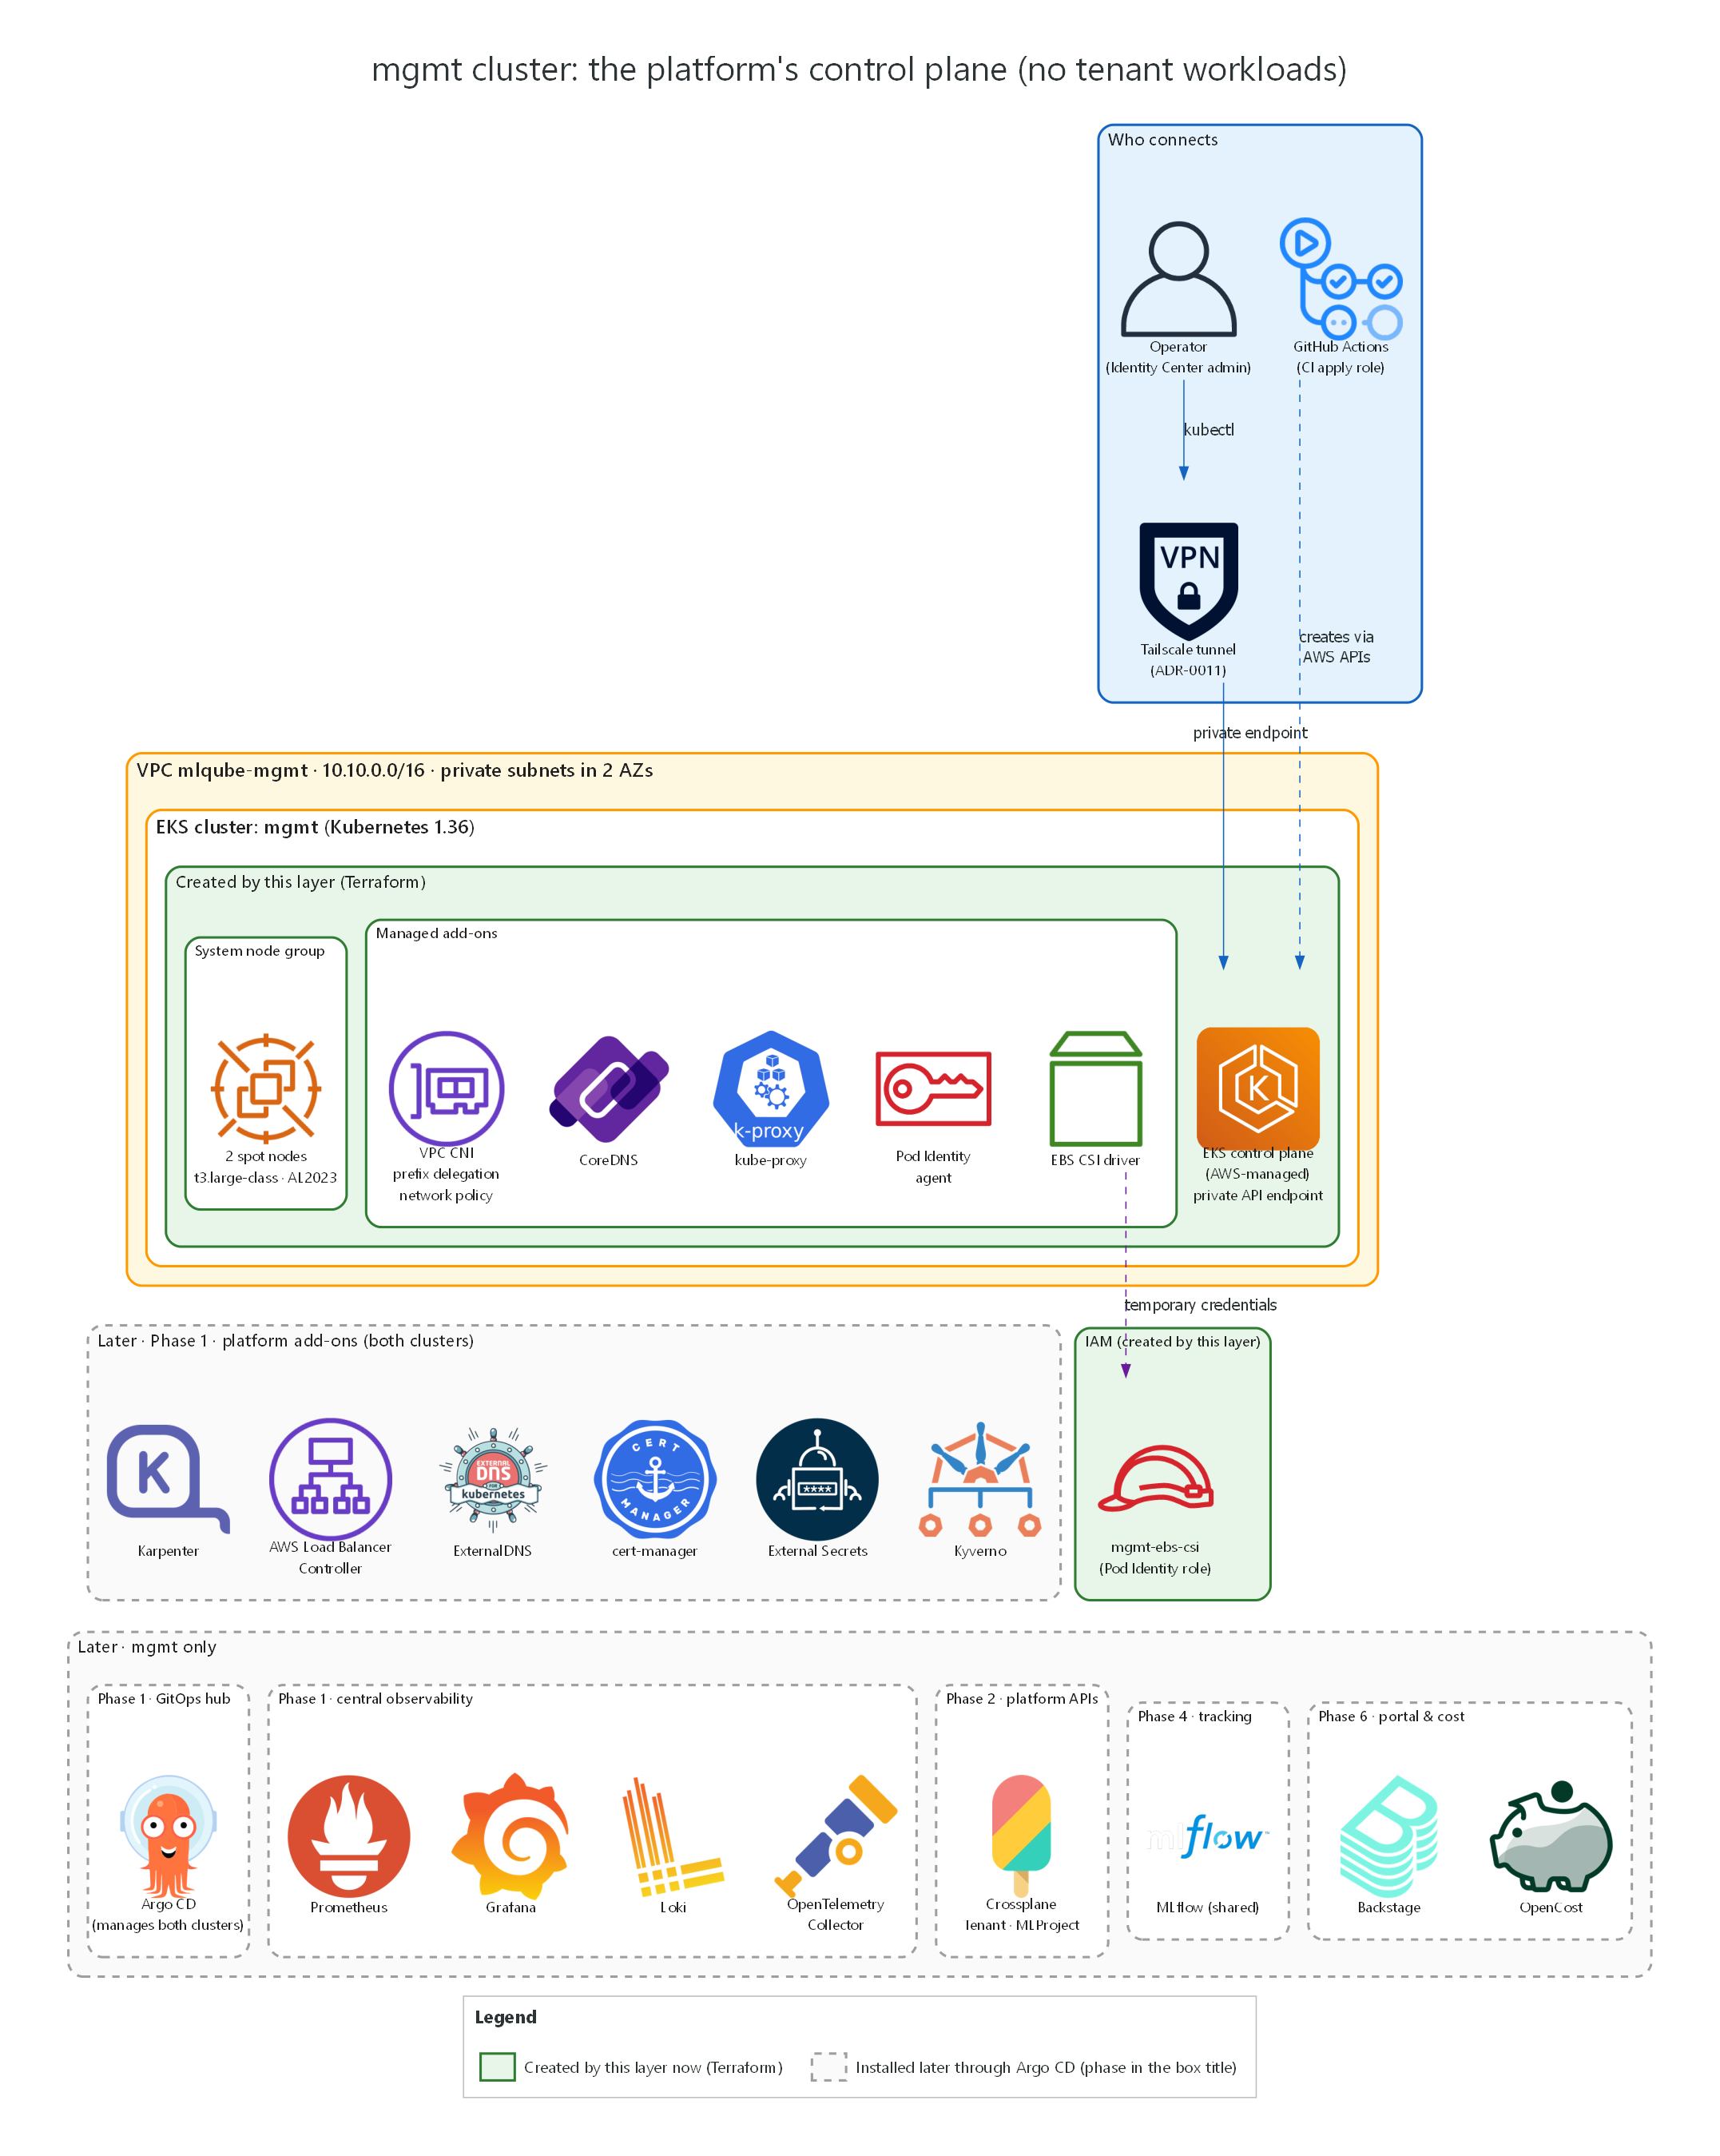 mgmt cluster: the platform's control plane (no tenant workloads)
Who connects
Operator
(Identity Center admin)
GitHub Actions
(CI apply role)
kubectl
VPN
Tailscale tunnel
(ADR-0011)
creates via
AWS APIs
private endpoint
VPC mlqube-mgmt · 10.10.0.0/16 · private subnets in 2 AZs
EKS cluster: mgmt (Kubernetes 1.36)
Created by this layer (Terraform)
System node group
2 spot nodes
t3.large-class · AL2023
Managed add-ons
VPC CNI
prefix delegation
network policy
CoreDNS
k-proxy
kube-proxy
Pod Identity
agent
EBS CSI driver
K
EKS control plane
(AWS-managed)
private API endpoint
temporary credentials
Later · Phase 1 · platform add-ons (both clusters)
K
Karpenter
AWS Load Balancer
Controller
EXTERNAL
DNS
FOR
kubernetes
ExternalDNS
CERT
MANAGER
cert-manager
****
External Secrets
Kyverno
IAM (created by this layer)
mgmt-ebs-csi
(Pod Identity role)
Later · mgmt only
Phase 1 · GitOps hub
Argo CD
(manages both clusters)
Phase 1 · central observability
Prometheus
Grafana
Loki
OpenTelemetry
Collector
Phase 2 · platform APIs
Crossplane
Tenant · MLProject
Phase 4 · tracking
mlflow™
MLflow (shared)
Phase 6 · portal & cost
Backstage
OpenCost
Legend
Created by this layer now (Terraform)
Installed later through Argo CD (phase in the box title)